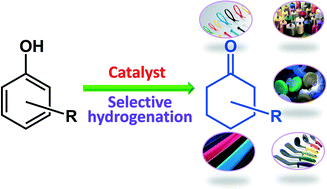 OH
R
Catalyst
Selective
hydrogenation
O
R